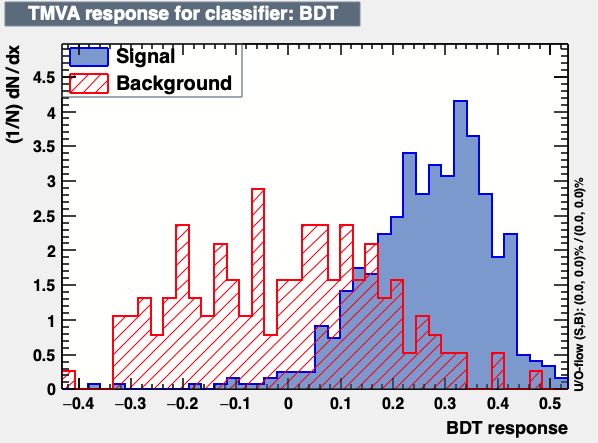 TMVA response for classifier: BDT
Signal
Background
(1/N) dN / dx
4.5
4
3.5
3
2.5
2
1.5
1
0.5
0
−0.4 −0.3 −0.2 −0.1 0 0.1 0.2 0.3 0.4 0.5
BDT response
U/O-flow (S,B): (0.0, 0.0)% / (0.0, 0.0)%